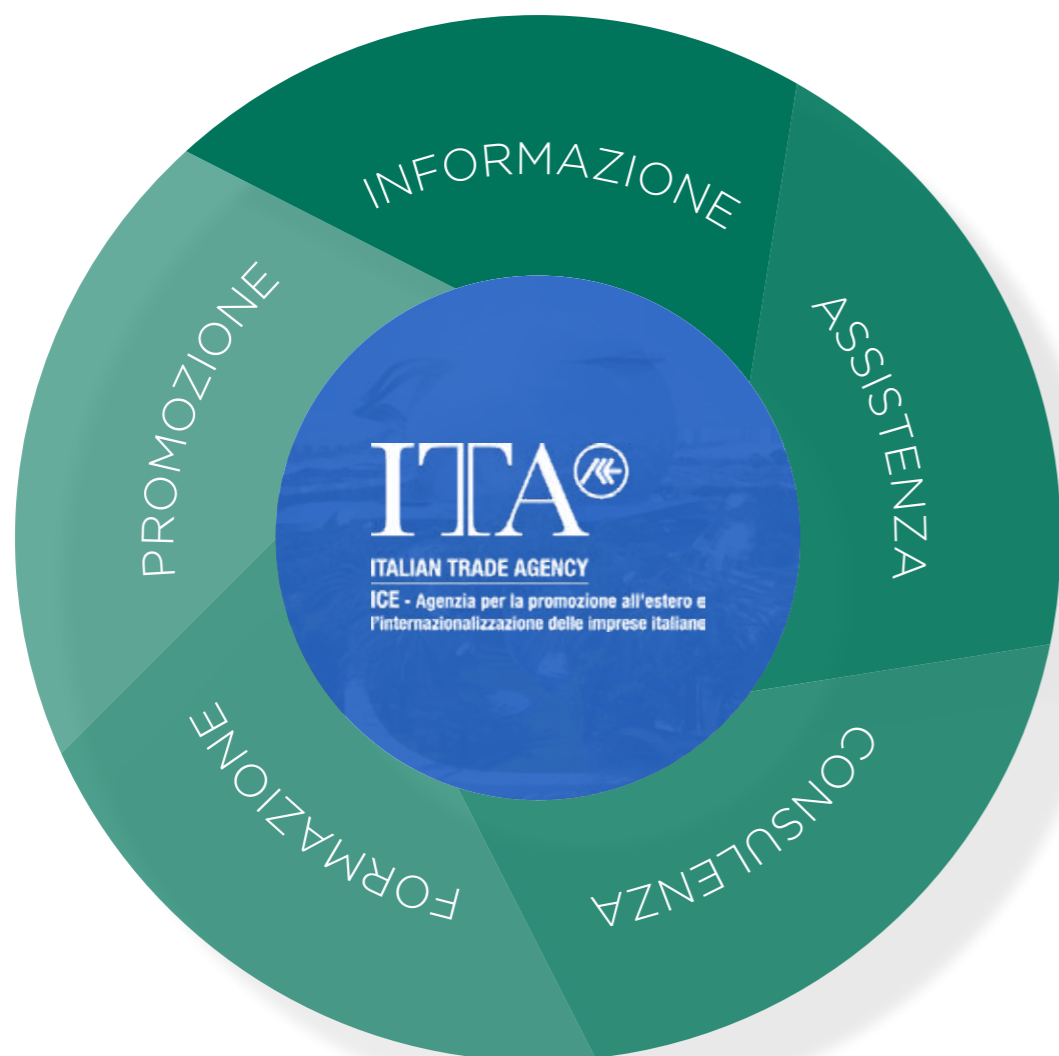 INFORMAZIONE
ASSISTENZA
CONSULENZA
FORMAZIONE
PROMOZIONE
ITA
ITALIAN TRADE AGENCY
ICE - Agenzia per la promozione all'estero e
l'internazionalizzazione delle imprese italiane